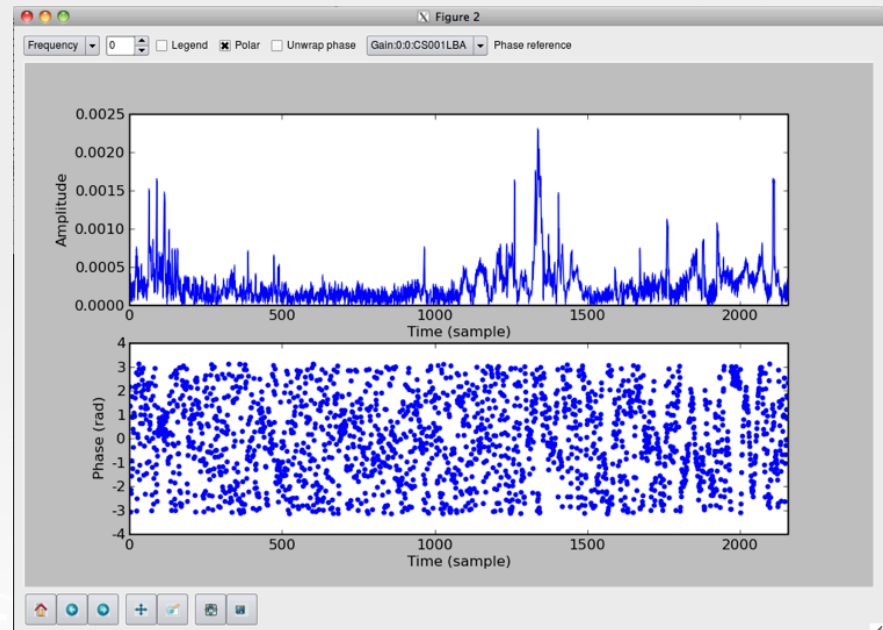 Figure 2
Frequency 0 Legend Polar Unwrap phase Gain:0:0:CS001LBA Phase reference
0.0025
0.0020
0.0015
0.0010
0.0005
0.0000
Amplitude
0 500 1000 1500 2000
Time (sample)
4
3
2
1
0
-1
-2
-3
-4
Phase (rad)
0 500 1000 1500 2000
Time (sample)